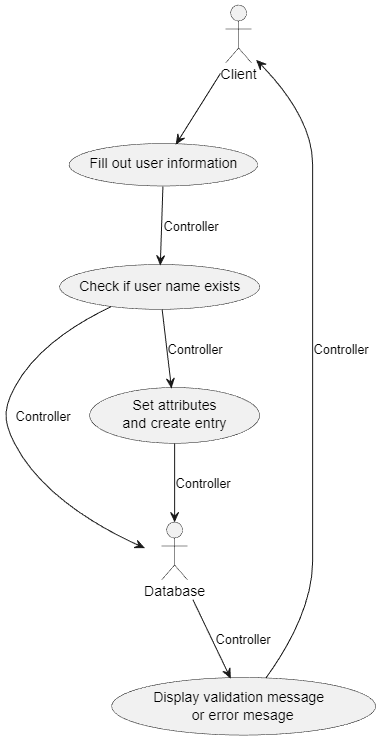 Client
Fill out user information
Controller
Check if user name exists
Controller
Controller
Set attributes
and create entry
Controller
Controller
Database
Controller
Display validation message
or error mesage